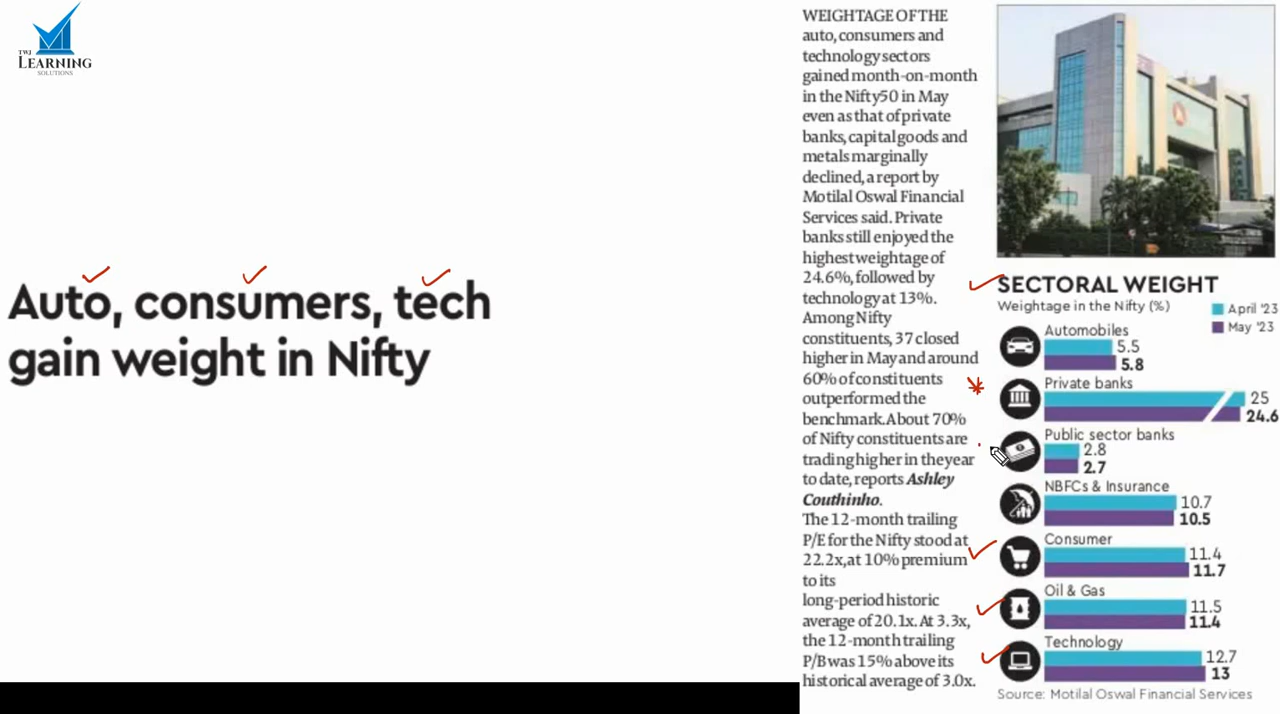 TWJ
LEARNING
SOLUTIONS
Auto, consumers, tech
gain weight in Nifty
WEIGHTAGE OF THE
auto, consumers and
technology sectors
gained month-on-month
in the Nifty50 in May
even as that of private
banks, capital goods and
metals marginally
declined, a report by
Motilal Oswal Financial
Services said. Private
banks still enjoyed the
highest weightage of
24.6%, followed by
technology at 13%.
Among Nifty
constituents, 37 closed
higher in May and around
60% of constituents
outperformed the
benchmark. About 70%
of Nifty constituents are
trading higher in the year
to date, reports Ashley
Couthinho.
The 12-month trailing
P/E for the Nifty stood at
22.2x, at 10% premium
to its
long-period historic
average of 20.1x. At 3.3x,
the 12-month trailing
P/B was 15% above its
historical average of 3.0x.
SECTORAL WEIGHT
Weightage in the Nifty (%)
April '23
May '23
Automobiles
5.5
5.8
Private banks
25
24.6
Public sector banks
2.8
2.7
NBFCs & Insurance
10.7
10.5
Consumer
11.4
11.7
Oil & Gas
11.5
11.4
Technology
12.7
13
Source: Motilal Oswal Financial Services